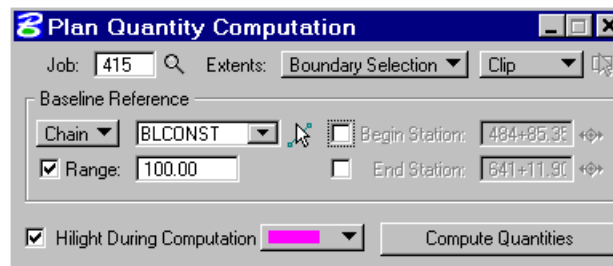 Plan Quantity Computation
Job: 415 Extents: Boundary Selection Clip
Baseline Reference
Chain BLCONST Begin Station: 484+85.35
Range: 100.00 End Station: 641+11.90
Hilight During Computation Compute Quantities